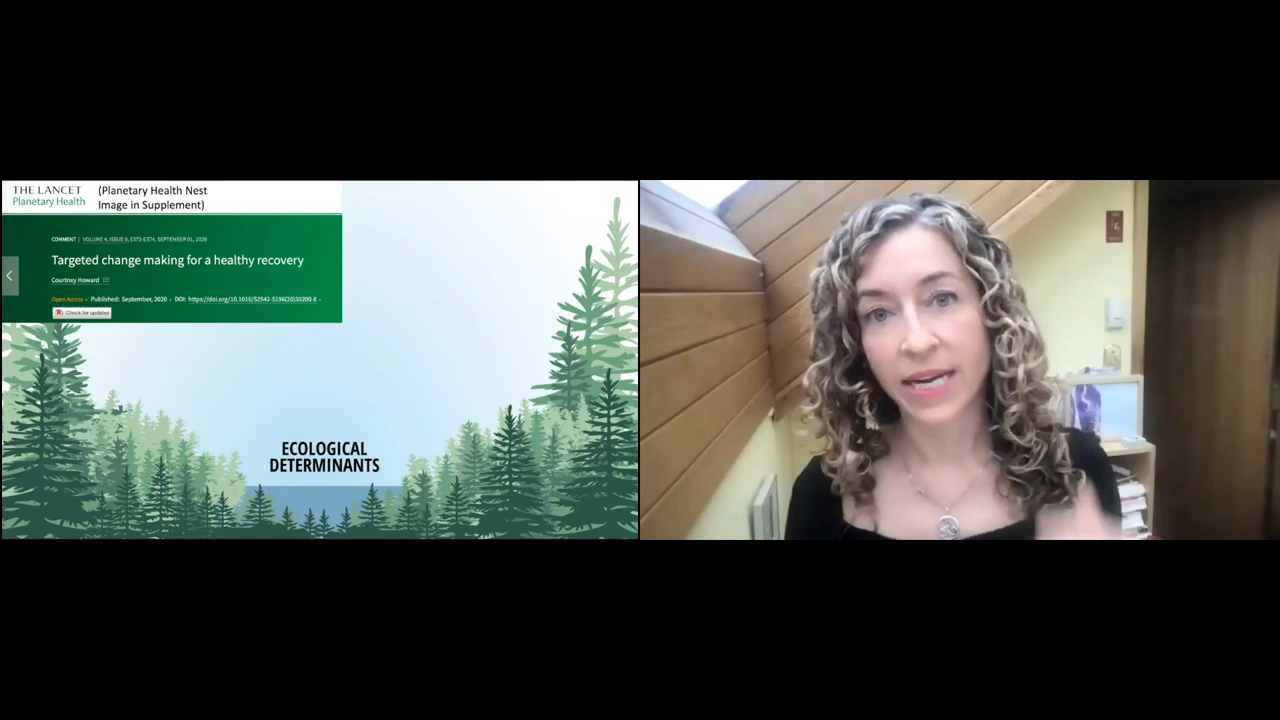 THE LANCET
Planetary Health
(Planetary Health Nest
Image in Supplement)
COMMENT | VOLUME 4, ISSUE 9, E372-E374, SEPTEMBER 01, 2020
Targeted change making for a healthy recovery
Courtney Howard
Open Access • Published: September, 2020 • DOI: https://doi.org/10.1016/S2542-5196(20)30200-X •
Check for updates
ECOLOGICAL
DETERMINANTS